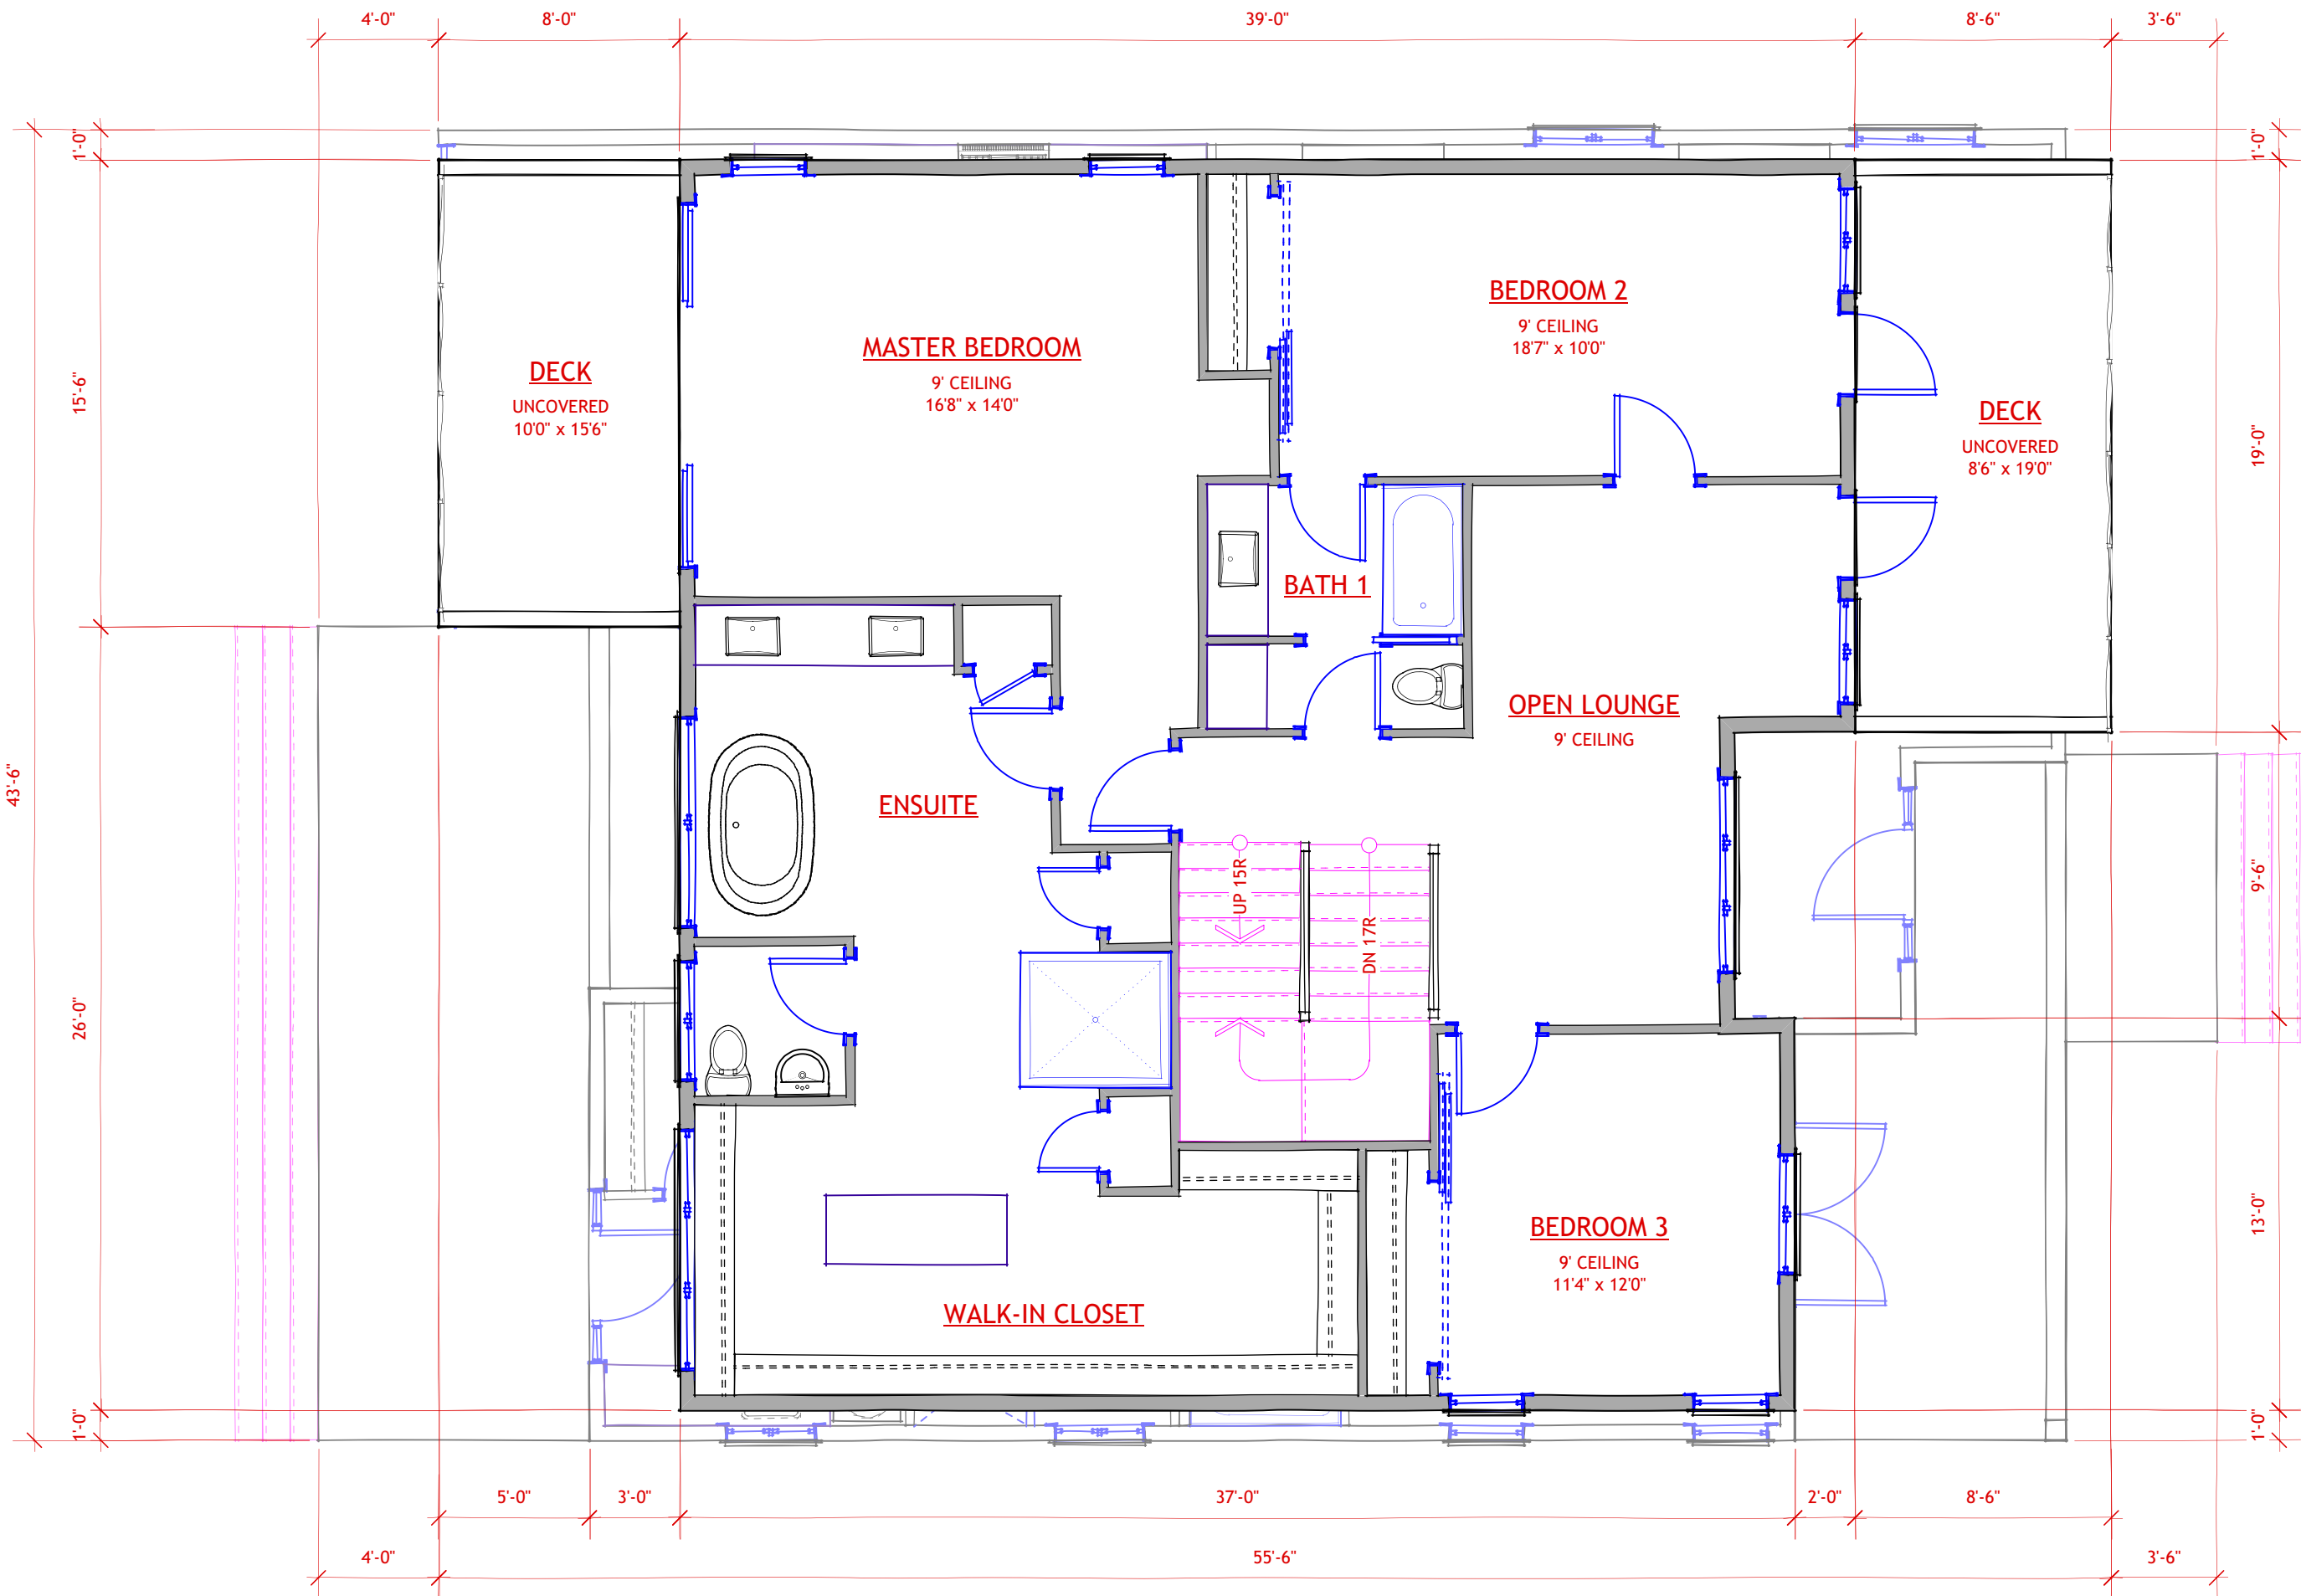 4'-0" 8'-0" 39'-0" 8'-6" 3'-6"
1'-0"
1'-0"
BEDROOM 2
9' CEILING
18'7" x 10'0"
MASTER BEDROOM
9' CEILING
16'8" x 14'0"
DECK
UNCOVERED
10'0" x 15'6"
15'-6"
DECK
UNCOVERED
8'6" x 19'0"
19'-0"
BATH 1
OPEN LOUNGE
9' CEILING
43'-6"
ENSUITE
UP 15R
DN 17R
9'-6"
26'-0"
BEDROOM 3
9' CEILING
11'4" x 12'0"
13'-0"
WALK-IN CLOSET
1'-0"
1'-0"
5'-0" 3'-0" 37'-0" 2'-0" 8'-6"
4'-0" 55'-6" 3'-6"